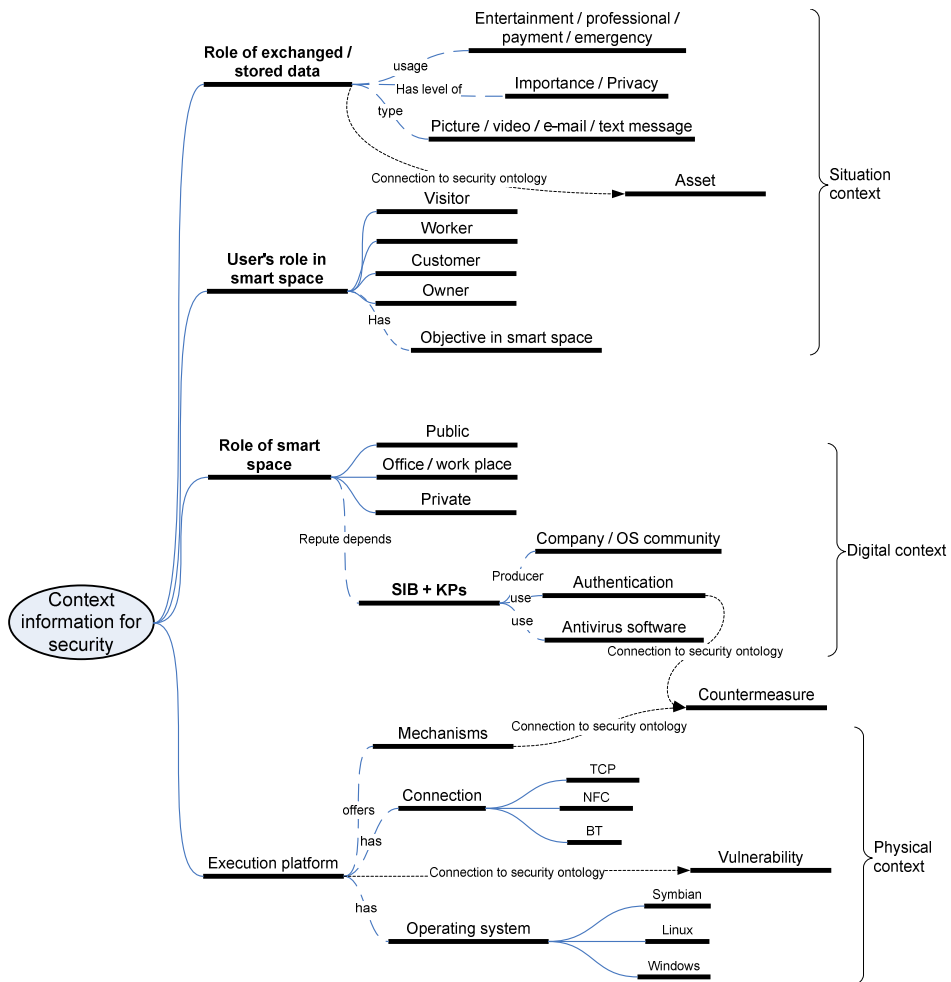 Entertainment / professional /
payment / emergency
Role of exchanged /
stored data
usage
Has level of
Importance / Privacy
type
Picture / video / e-mail / text message
Connection to security ontology
Asset
Situation
context
Visitor
Worker
User's role in
smart space
Customer
Owner
Has
Objective in smart space
Role of smart
space
Public
Office / work place
Private
Repute depends
Company / OS community
Digital context
Producer
SIB + KPs
use
Authentication
use
Antivirus software
Connection to security ontology
Context
information for
security
Countermeasure
Connection to security ontology
Mechanisms
TCP
Connection
NFC
offers
has
BT
Physical
context
Execution platform
Connection to security ontology
Vulnerability
has
Symbian
Operating system
Linux
Windows